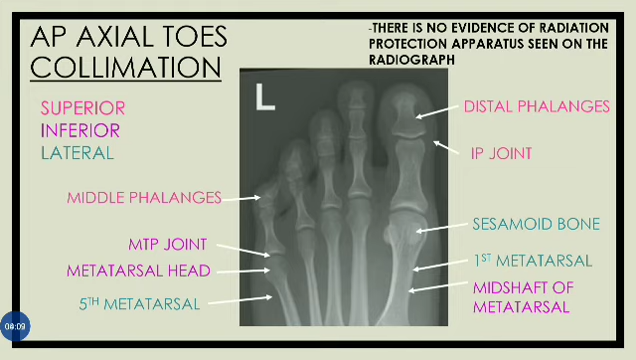 AP AXIAL TOES
COLLIMATION
-THERE IS NO EVIDENCE OF RADIATION
PROTECTION APPARATUS SEEN ON THE
RADIOGRAPH
SUPERIOR
INFERIOR
LATERAL
L
DISTAL PHALANGES
IP JOINT
MIDDLE PHALANGES
SESAMOID BONE
MTP JOINT
METATARSAL HEAD
1ST METATARSAL
5TH METATARSAL
MIDSHAFT OF
METATARSAL
04:09